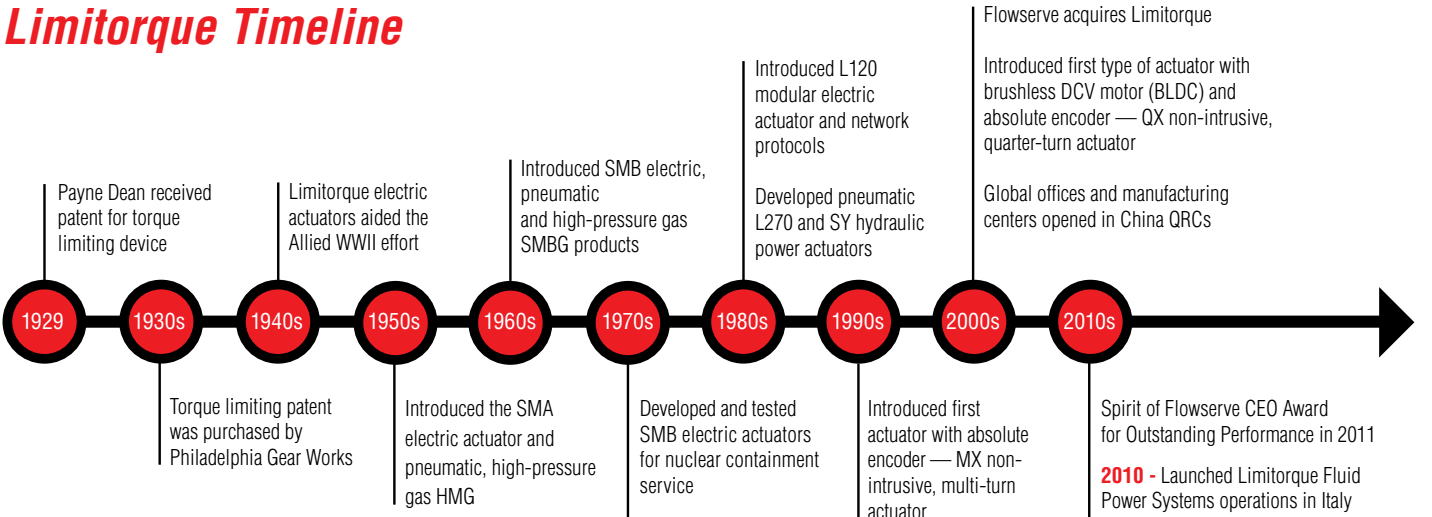 Limitorque Timeline
1929
Payne Dean received
patent for torque
limiting device
1930s
Torque limiting patent
was purchased by
Philadelphia Gear Works
1940s
Limitorque electric
actuators aided the
Allied WWII effort
1950s
Introduced the SMA
electric actuator and
pneumatic, high-pressure
gas HMG
1960s
Introduced SMB electric,
pneumatic
and high-pressure gas
SMBG products
1970s
Developed and tested
SMB electric actuators
for nuclear containment
service
1980s
Introduced L120
modular electric
actuator and network
protocols
Developed pneumatic
L270 and SY hydraulic
power actuators
1990s
Introduced first
actuator with absolute
encoder — MX non-
intrusive, multi-turn
actuator
2000s
Flowserve acquires Limitorque
Introduced first type of actuator with
brushless DCV motor (BLDC) and
absolute encoder — QX non-intrusive,
quarter-turn actuator
Global offices and manufacturing
centers opened in China QRCs
2010s
Spirit of Flowserve CEO Award
for Outstanding Performance in 2011
2010 - Launched Limitorque Fluid
Power Systems operations in Italy